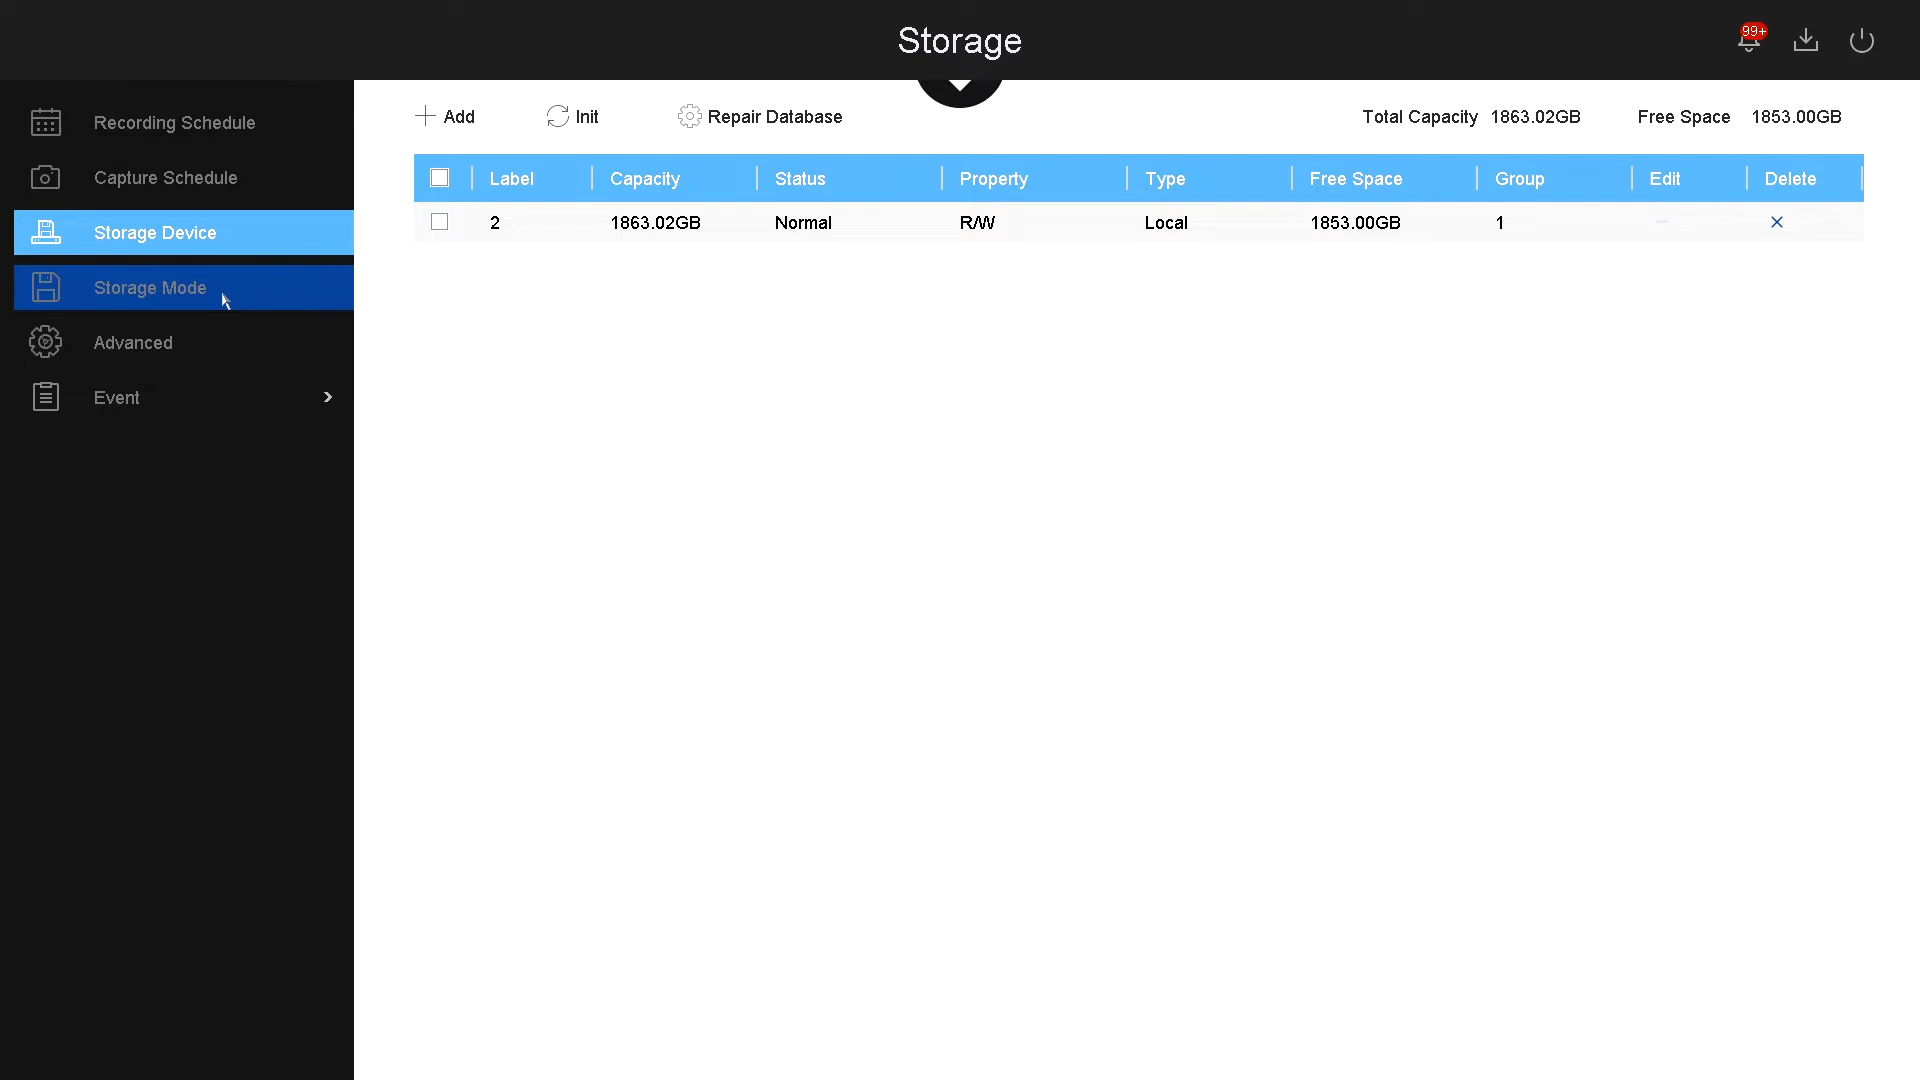 Storage
99+
Recording Schedule
Capture Schedule
Storage Device
Storage Mode
Advanced
Event
Add Init Repair Database Total Capacity 1863.02GB Free Space 1853.00GB
Label Capacity Status Property Type Free Space Group Edit Delete
2 1863.02GB Normal R/W Local 1853.00GB 1